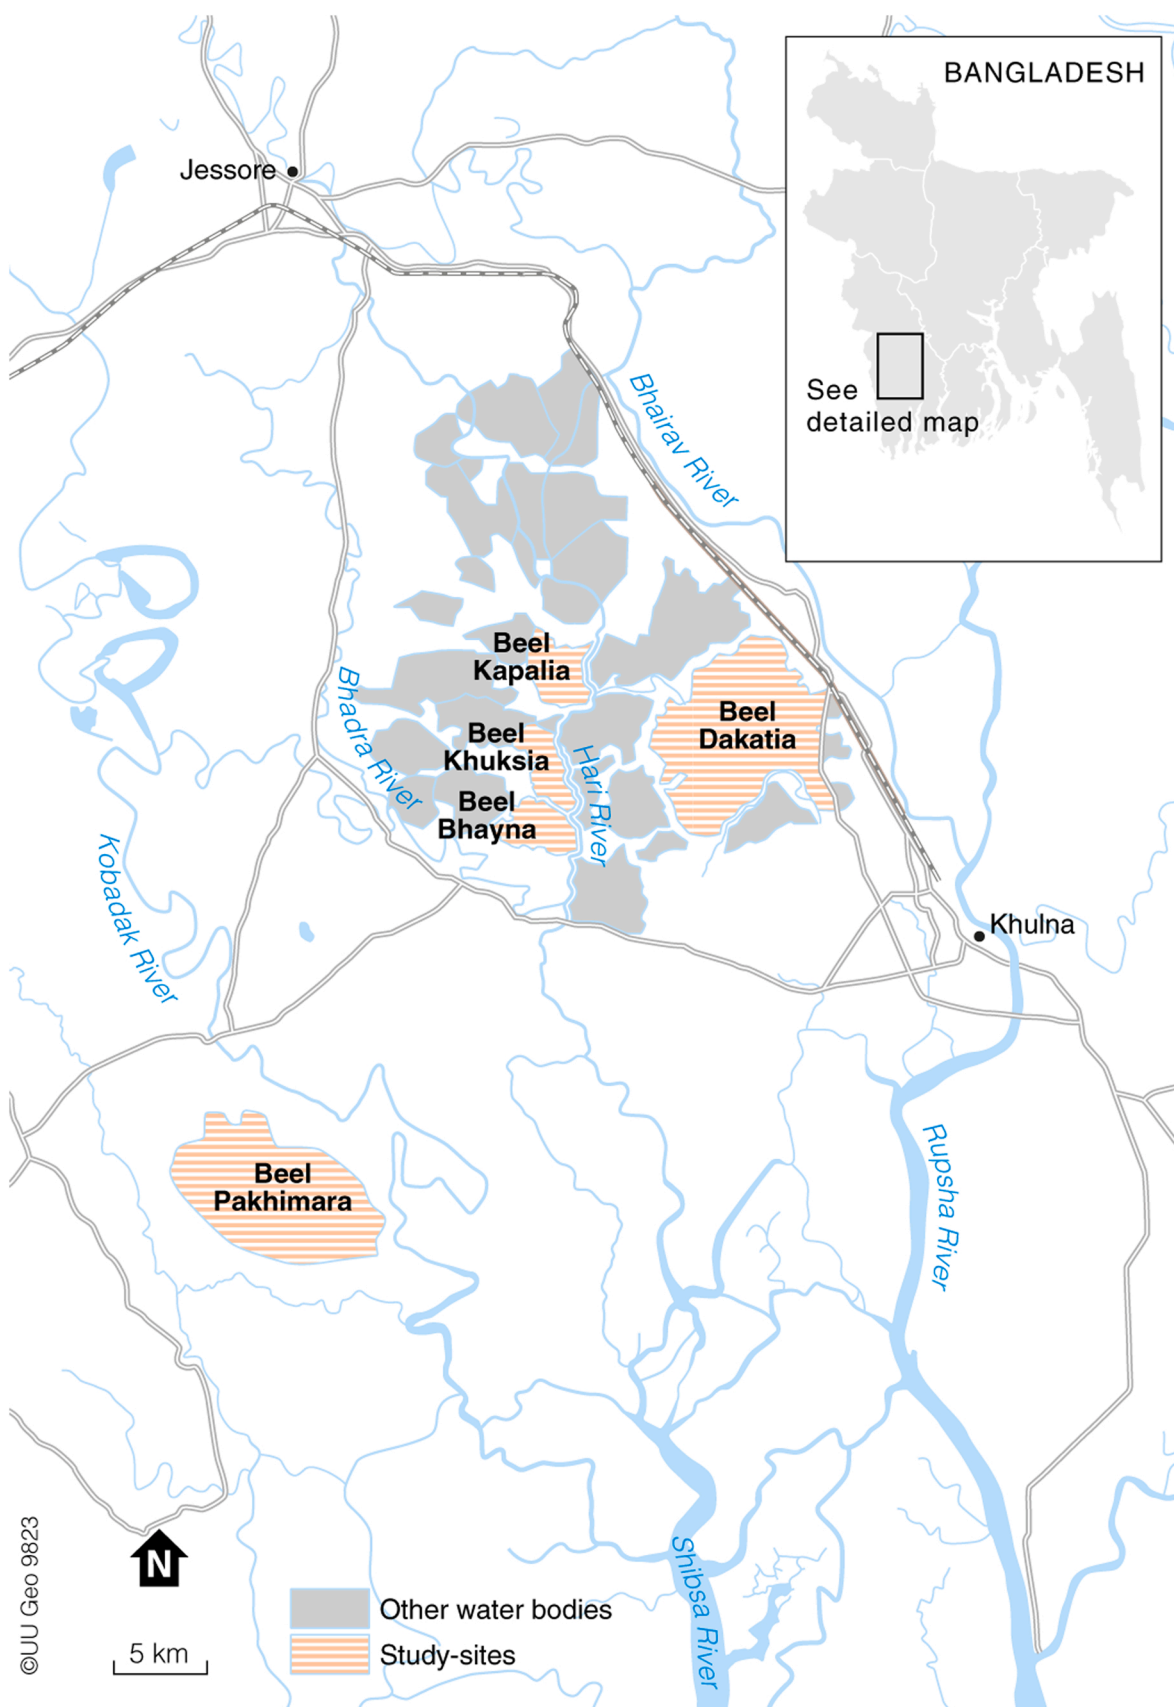 BANGLADESH
See
detailed map
Jessore
Bhairav River
Beel
Kapalia
Beel
Dakatia
Beel
Khuksia
Bhadra River
Hari River
Beel
Bhayna
Kobadak River
Khulna
Beel
Pakhimara
Rupsha River
Shibsa River
N
5 km
Other water bodies
Study-sites
©UU Geo 9823